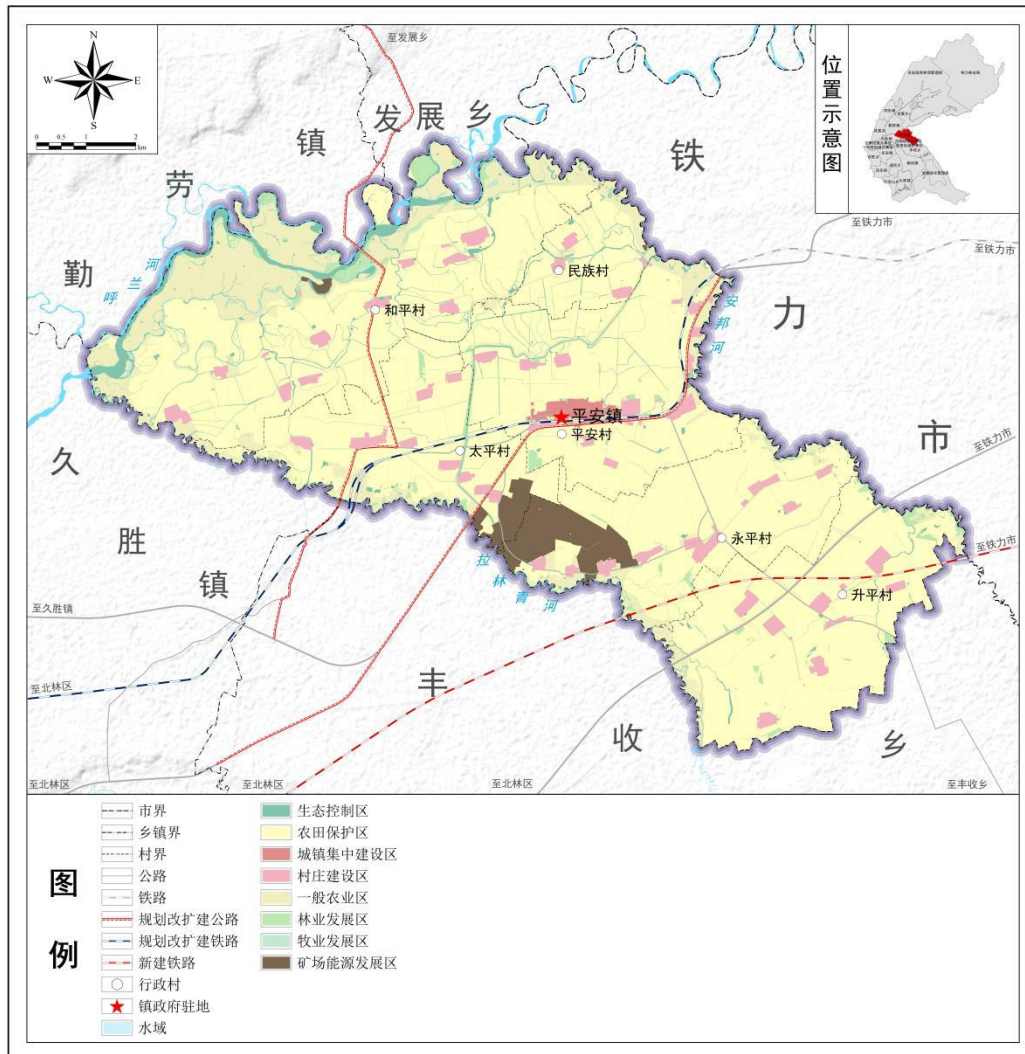 N
W
E
S
0 0.5 1 2
km
至发展乡
位置示意图
发展乡
镇
劳
勤
铁
力
市
至铁力市
至铁力市
呼兰河
民族村
和平村
安邦河
平安镇
平安村
太平村
久
胜
镇
至铁力市
永平村
至铁力市
升平村
拉林青河
至久胜镇
至北林区
丰
收
乡
至北林区
至北林区
至北林区
至丰收乡
图例
市界
乡镇界
村界
公路
铁路
规划改扩建公路
规划改扩建铁路
新建铁路
行政村
镇政府驻地
水域
生态控制区
农田保护区
城镇集中建设区
村庄建设区
一般农业区
林业发展区
牧业发展区
矿场能源发展区